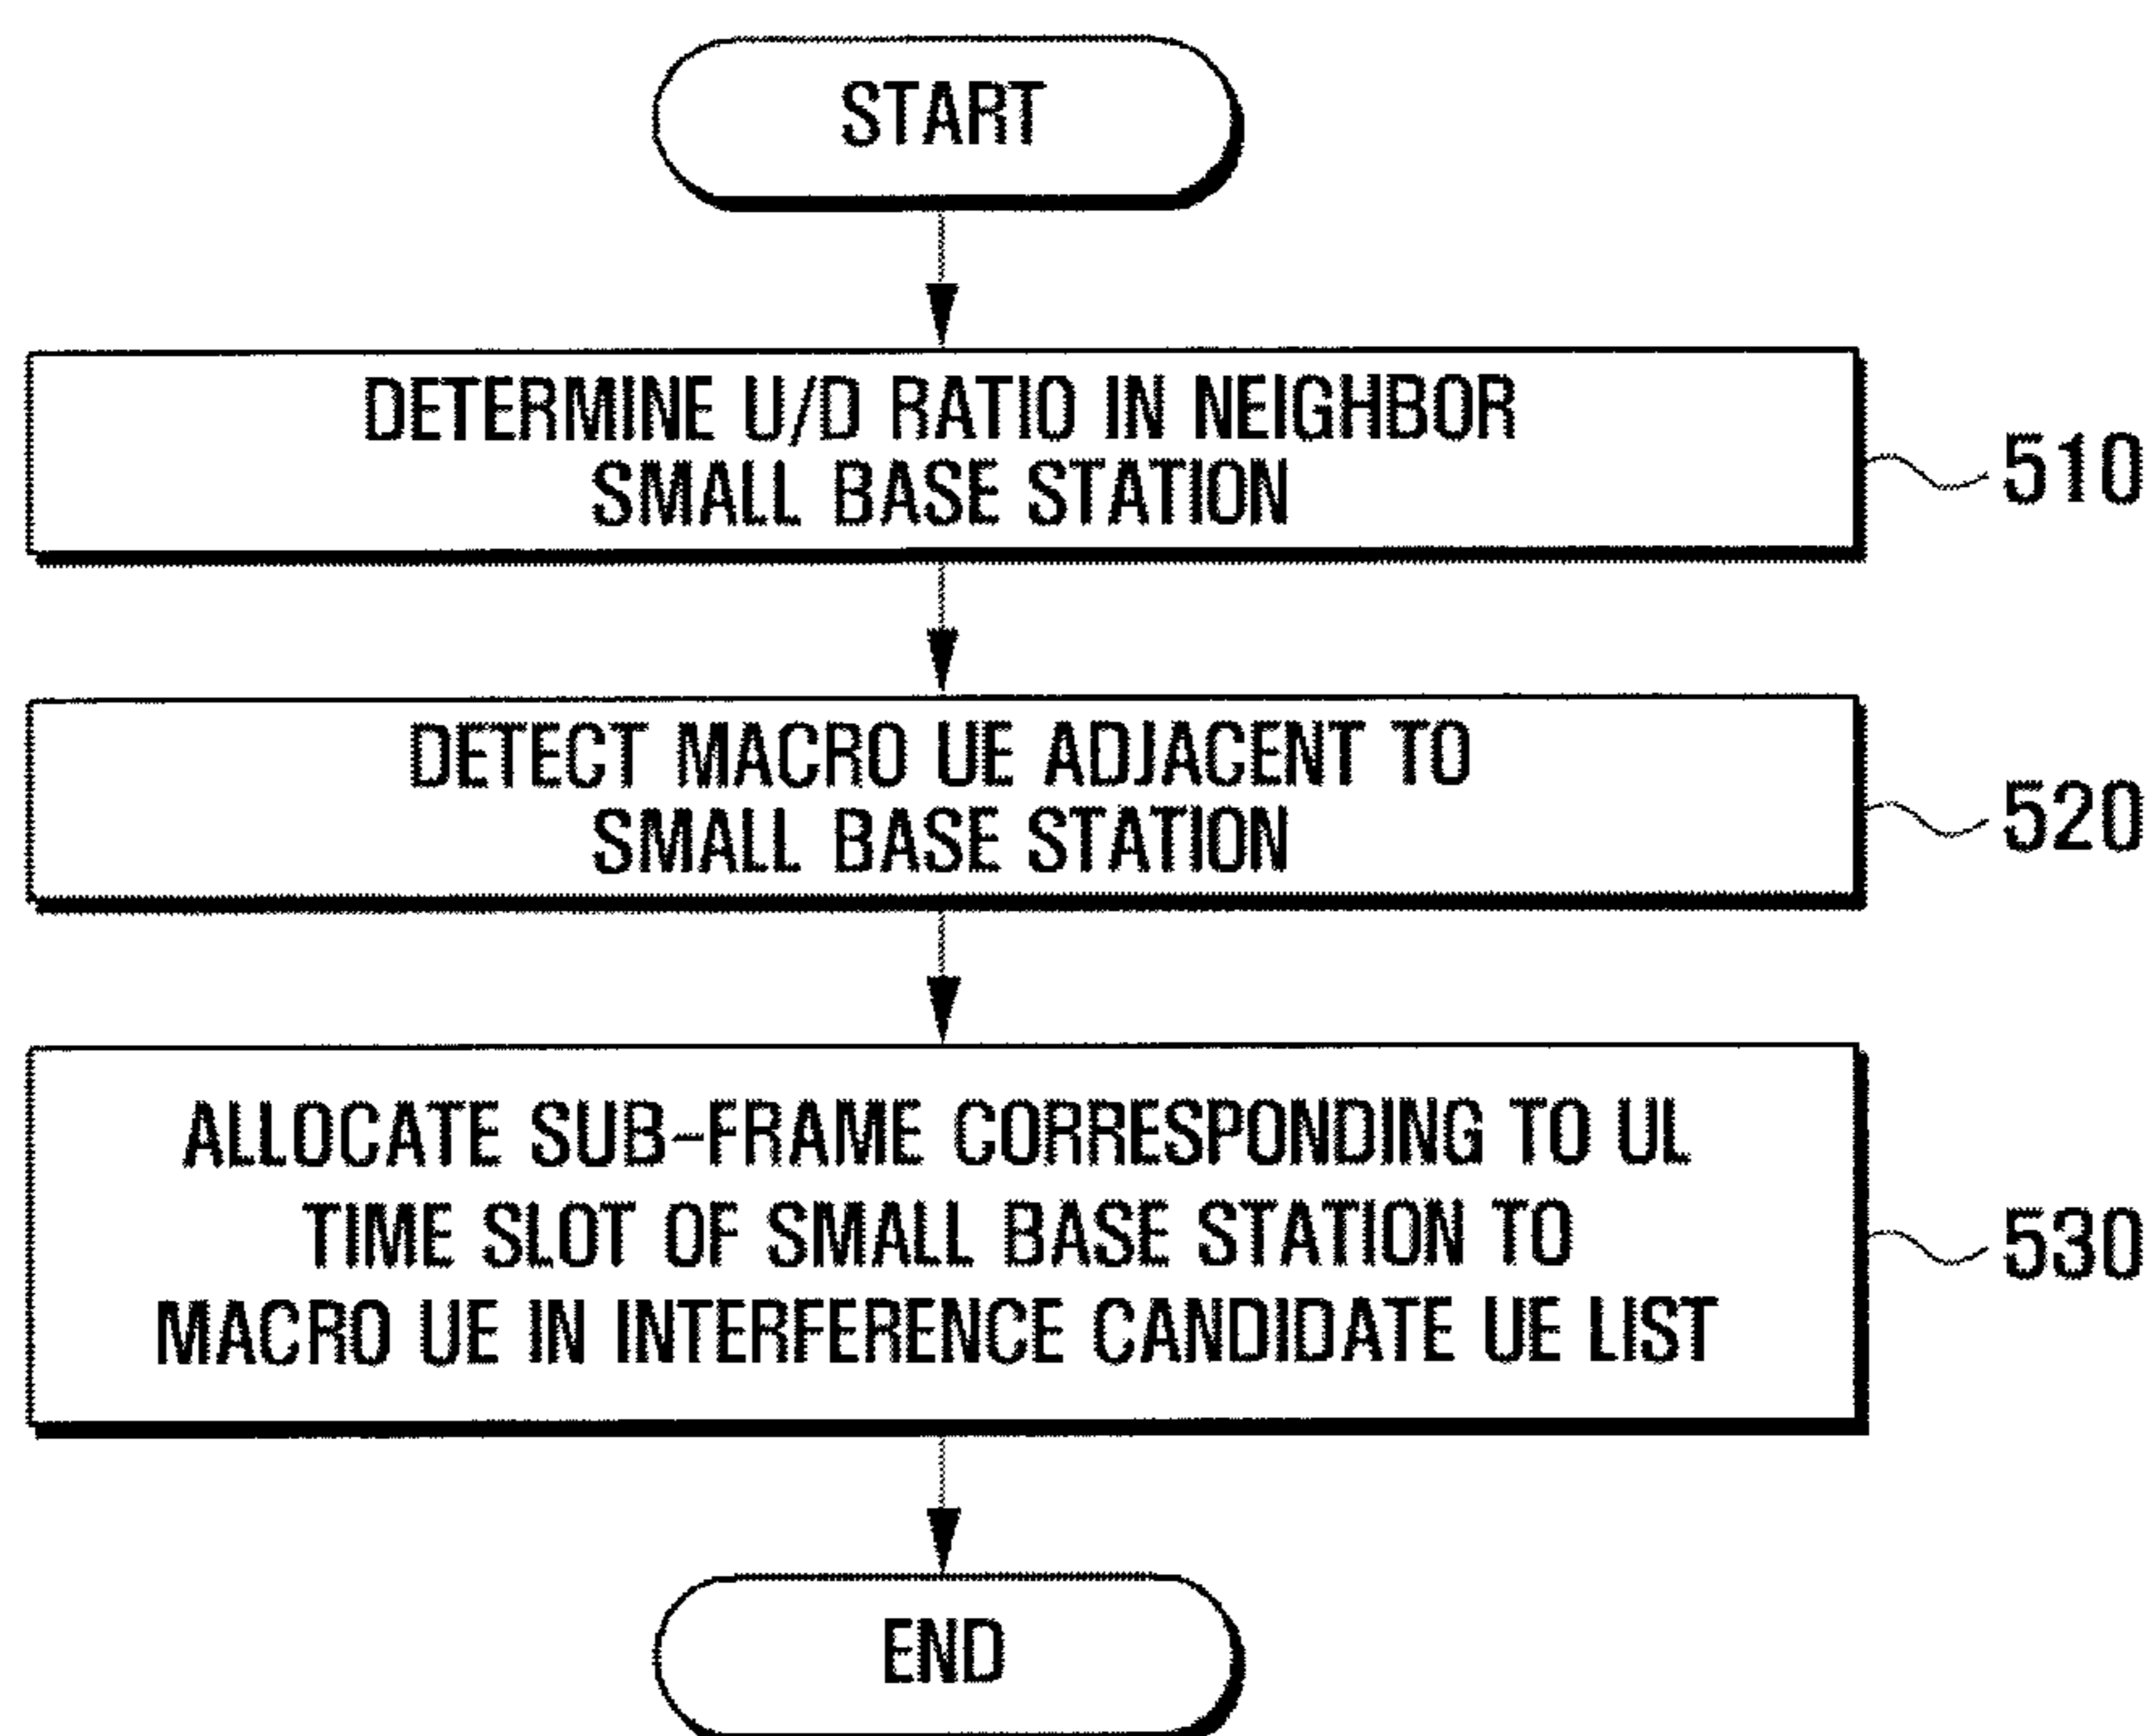 START
DETERMINE U/D RATIO IN NEIGHBOR
SMALL BASE STATION
510
DETECT MACRO UE ADJACENT TO
SMALL BASE STATION
520
ALLOCATE SUB-FRAME CORRESPONDING TO UL
TIME SLOT OF SMALL BASE STATION TO
MACRO UE IN INTERFERENCE CANDIDATE UE LIST
530
END